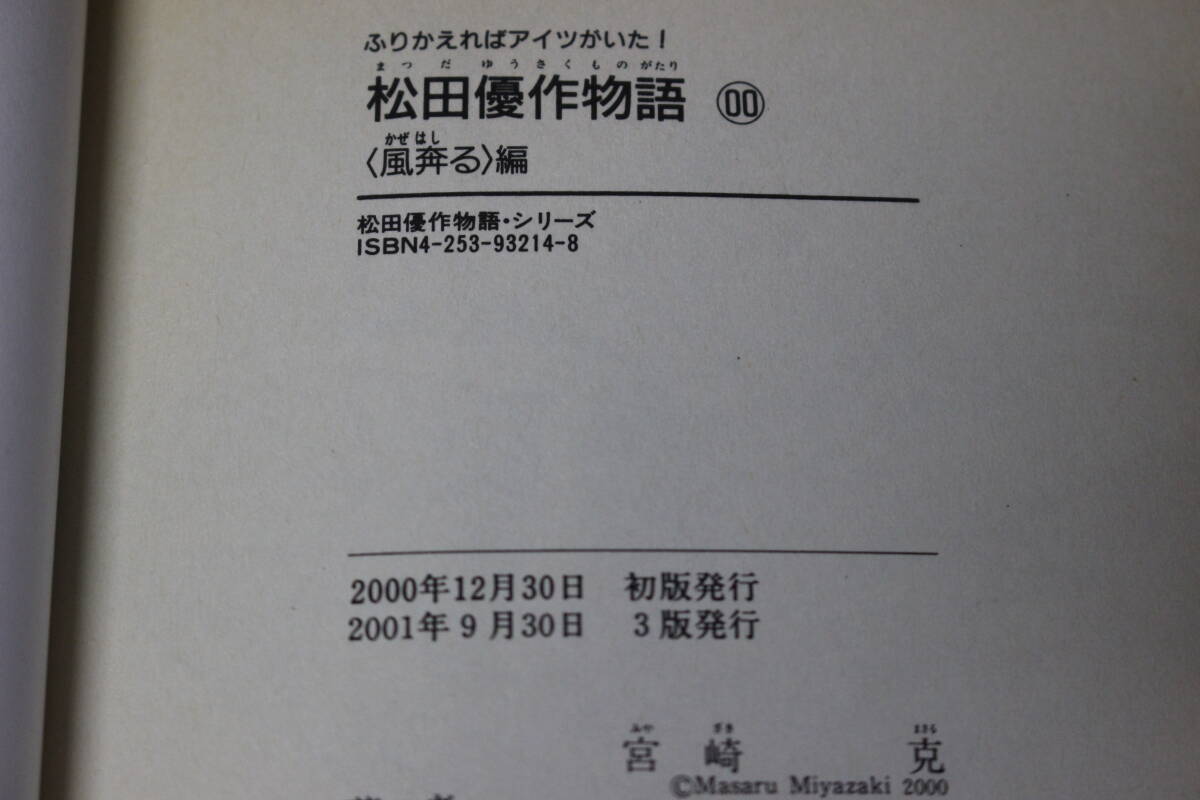 ふりかえればアイツがいた!
まつだゆうさくものがたり
松田優作物語 00
かぜはし
〈風奔る〉編
松田優作物語・シリーズ
ISBN4-253-93214-8
2000年12月30日 初版発行
2001年9月30日 3版発行
みやざきまさる
宮崎 克
©Masaru Miyazaki 2000